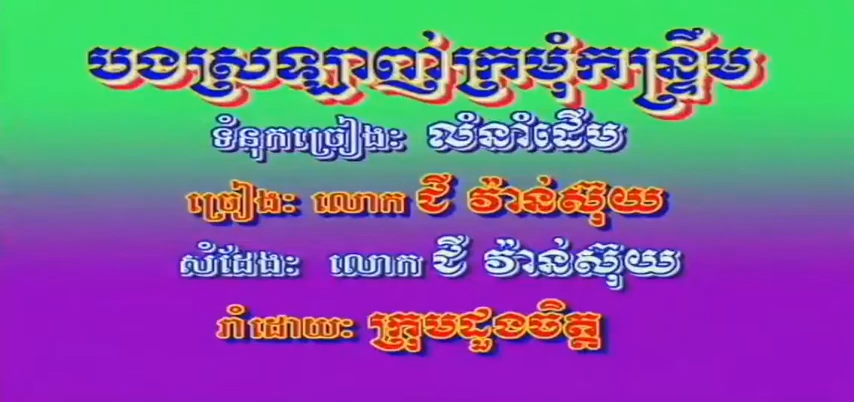 បងស្រឡាញ់ក្រមុំកន្ទ្រឹម
ទំនុកច្រៀងៈ លំនាំដើម
ច្រៀងៈ លោក ជី វ៉ាន់ស៊ុយ
សំដែងៈ លោក ជី វ៉ាន់ស៊ុយ
រាំដោយៈ ក្រុមដួងចិត្ត